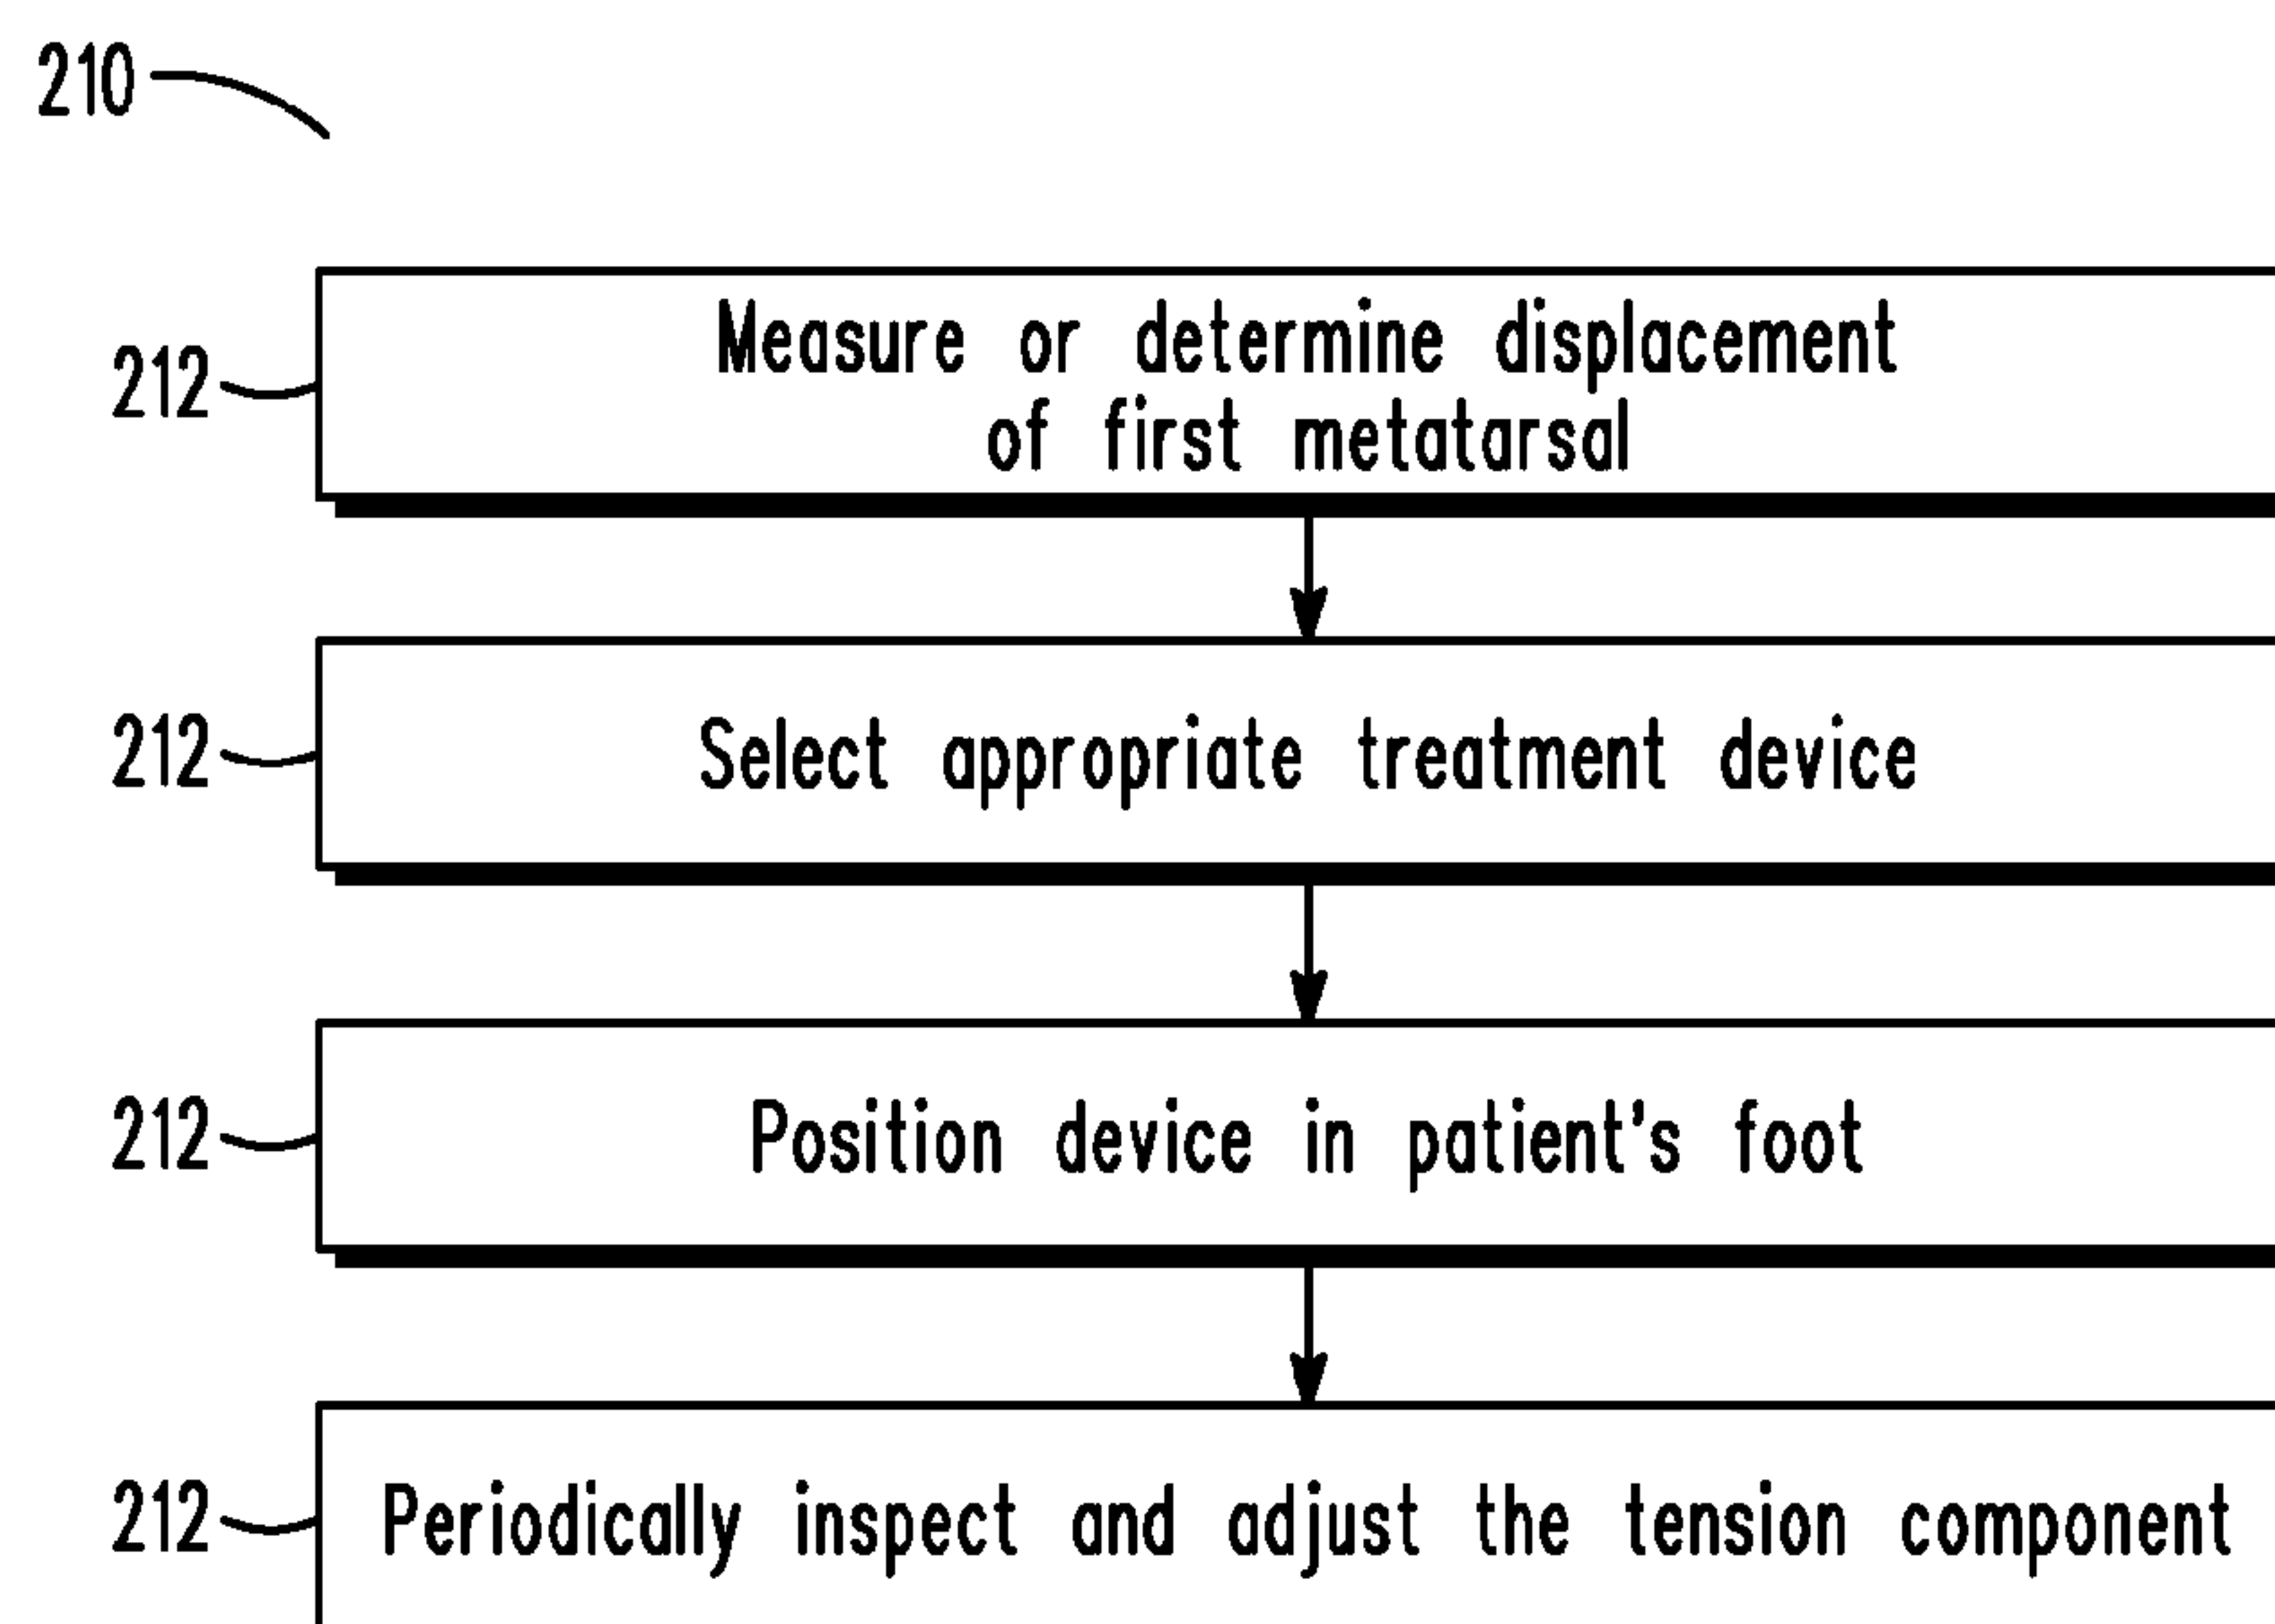 210
212
Measure or determine displacement
of first metatarsal
212
Select appropriate treatment device
212
Position device in patient's foot
212
Periodically inspect and adjust the tension component